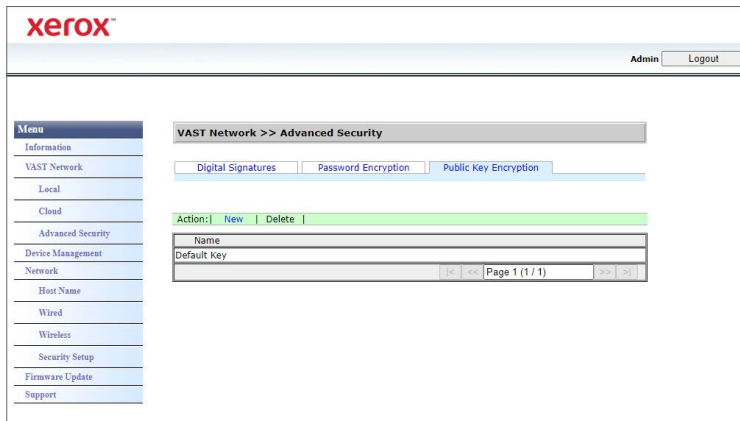 xerox™
Admin Logout
Menu
Information
VAST Network
Local
Cloud
Advanced Security
Device Management
Network
Host Name
Wired
Wireless
Security Setup
Firmware Update
Support
VAST Network >> Advanced Security
Digital Signatures Password Encryption Public Key Encryption
Action:| New | Delete |
Name
Default Key
|< << Page 1 (1 / 1) >> >|